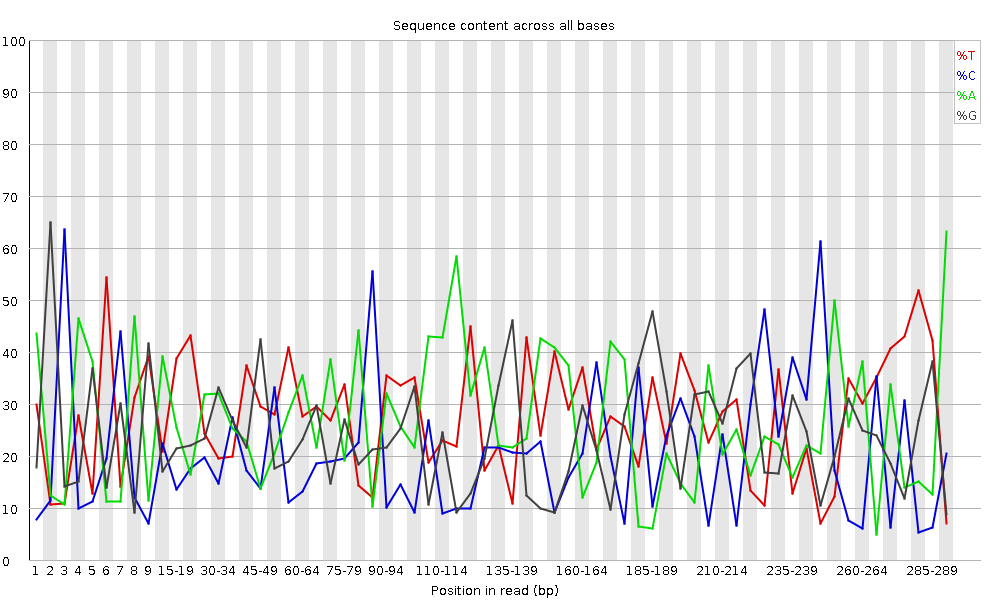 Sequence content across all bases
100
90
80
70
60
50
40
30
20
10
0
%T
%C
%A
%G
1 2 3 4 5 6 7 8 9 15-19 30-34 45-49 60-64 75-79 90-94 110-114 135-139 160-164 185-189 210-214 235-239 260-264 285-289
Position in read (bp)